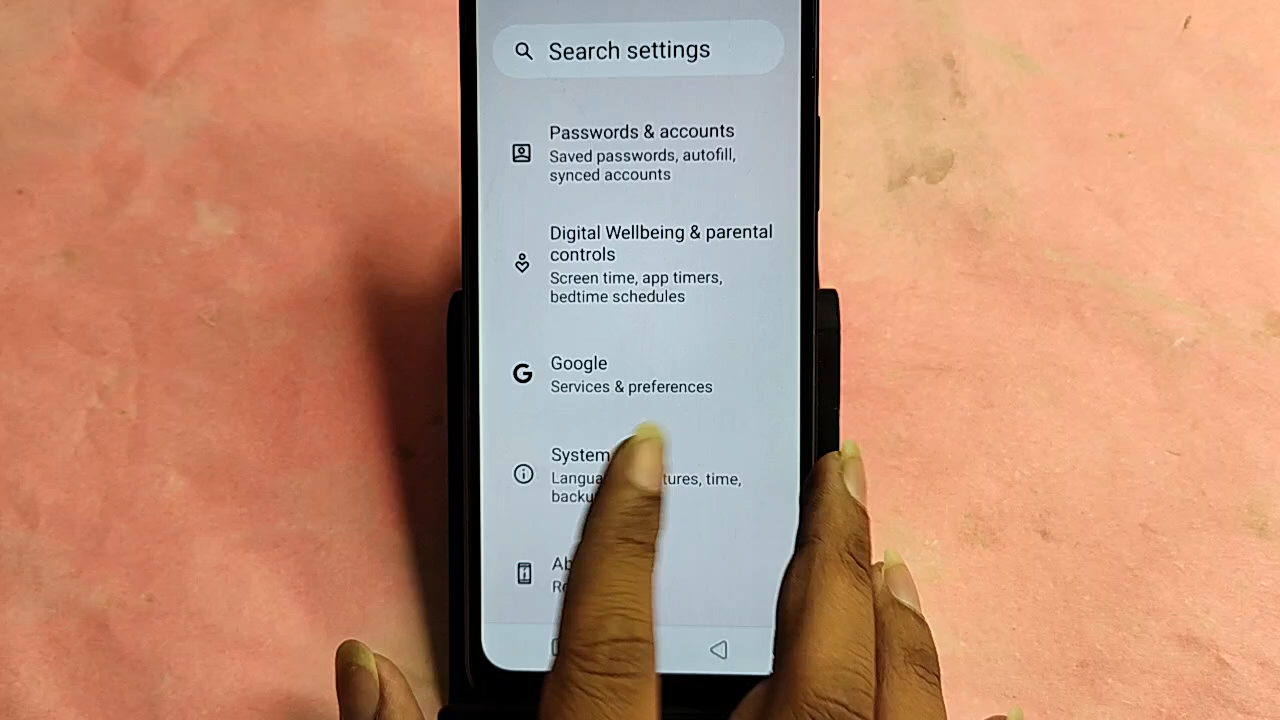 Search settings
Passwords & accounts
Saved passwords, autofill,
synced accounts
Digital Wellbeing & parental
controls
Screen time, app timers,
bedtime schedules
Google
Services & preferences
System
time,